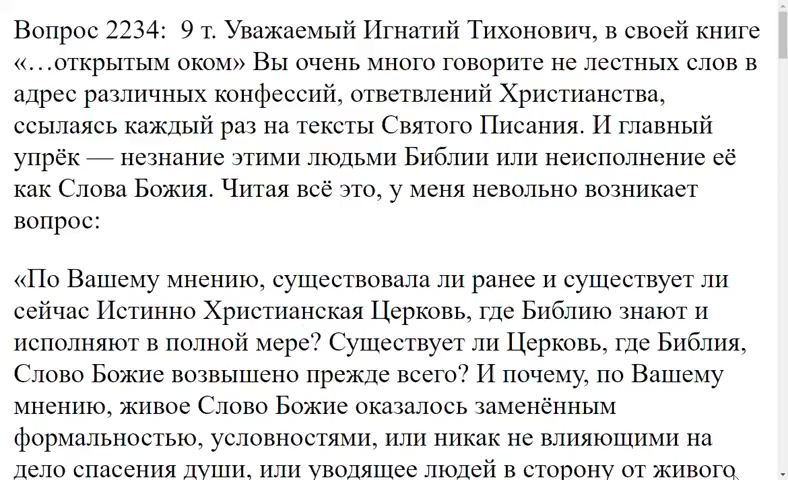 Вопрос 2234:  9 т. Уважаемый Игнатий Тихонович, в своей книге
«…открытым оком» Вы очень много говорите не лестных слов в
адрес различных конфессий, ответвлений Христианства,
ссылаясь каждый раз на тексты Святого Писания. И главный
упрёк — незнание этими людьми Библии или неисполнение её
как Слова Божия. Читая всё это, у меня невольно возникает
вопрос:
«По Вашему мнению, существовала ли ранее и существует ли
сейчас Истинно Христианская Церковь, где Библию знают и
исполняют в полной мере? Существует ли Церковь, где Библия,
Слово Божие возвышено прежде всего? И почему, по Вашему
мнению, живое Слово Божие оказалось заменённым
формальностью, условностями, или никак не влияющими на
дело спасения души, или уводящее людей в сторону от живого